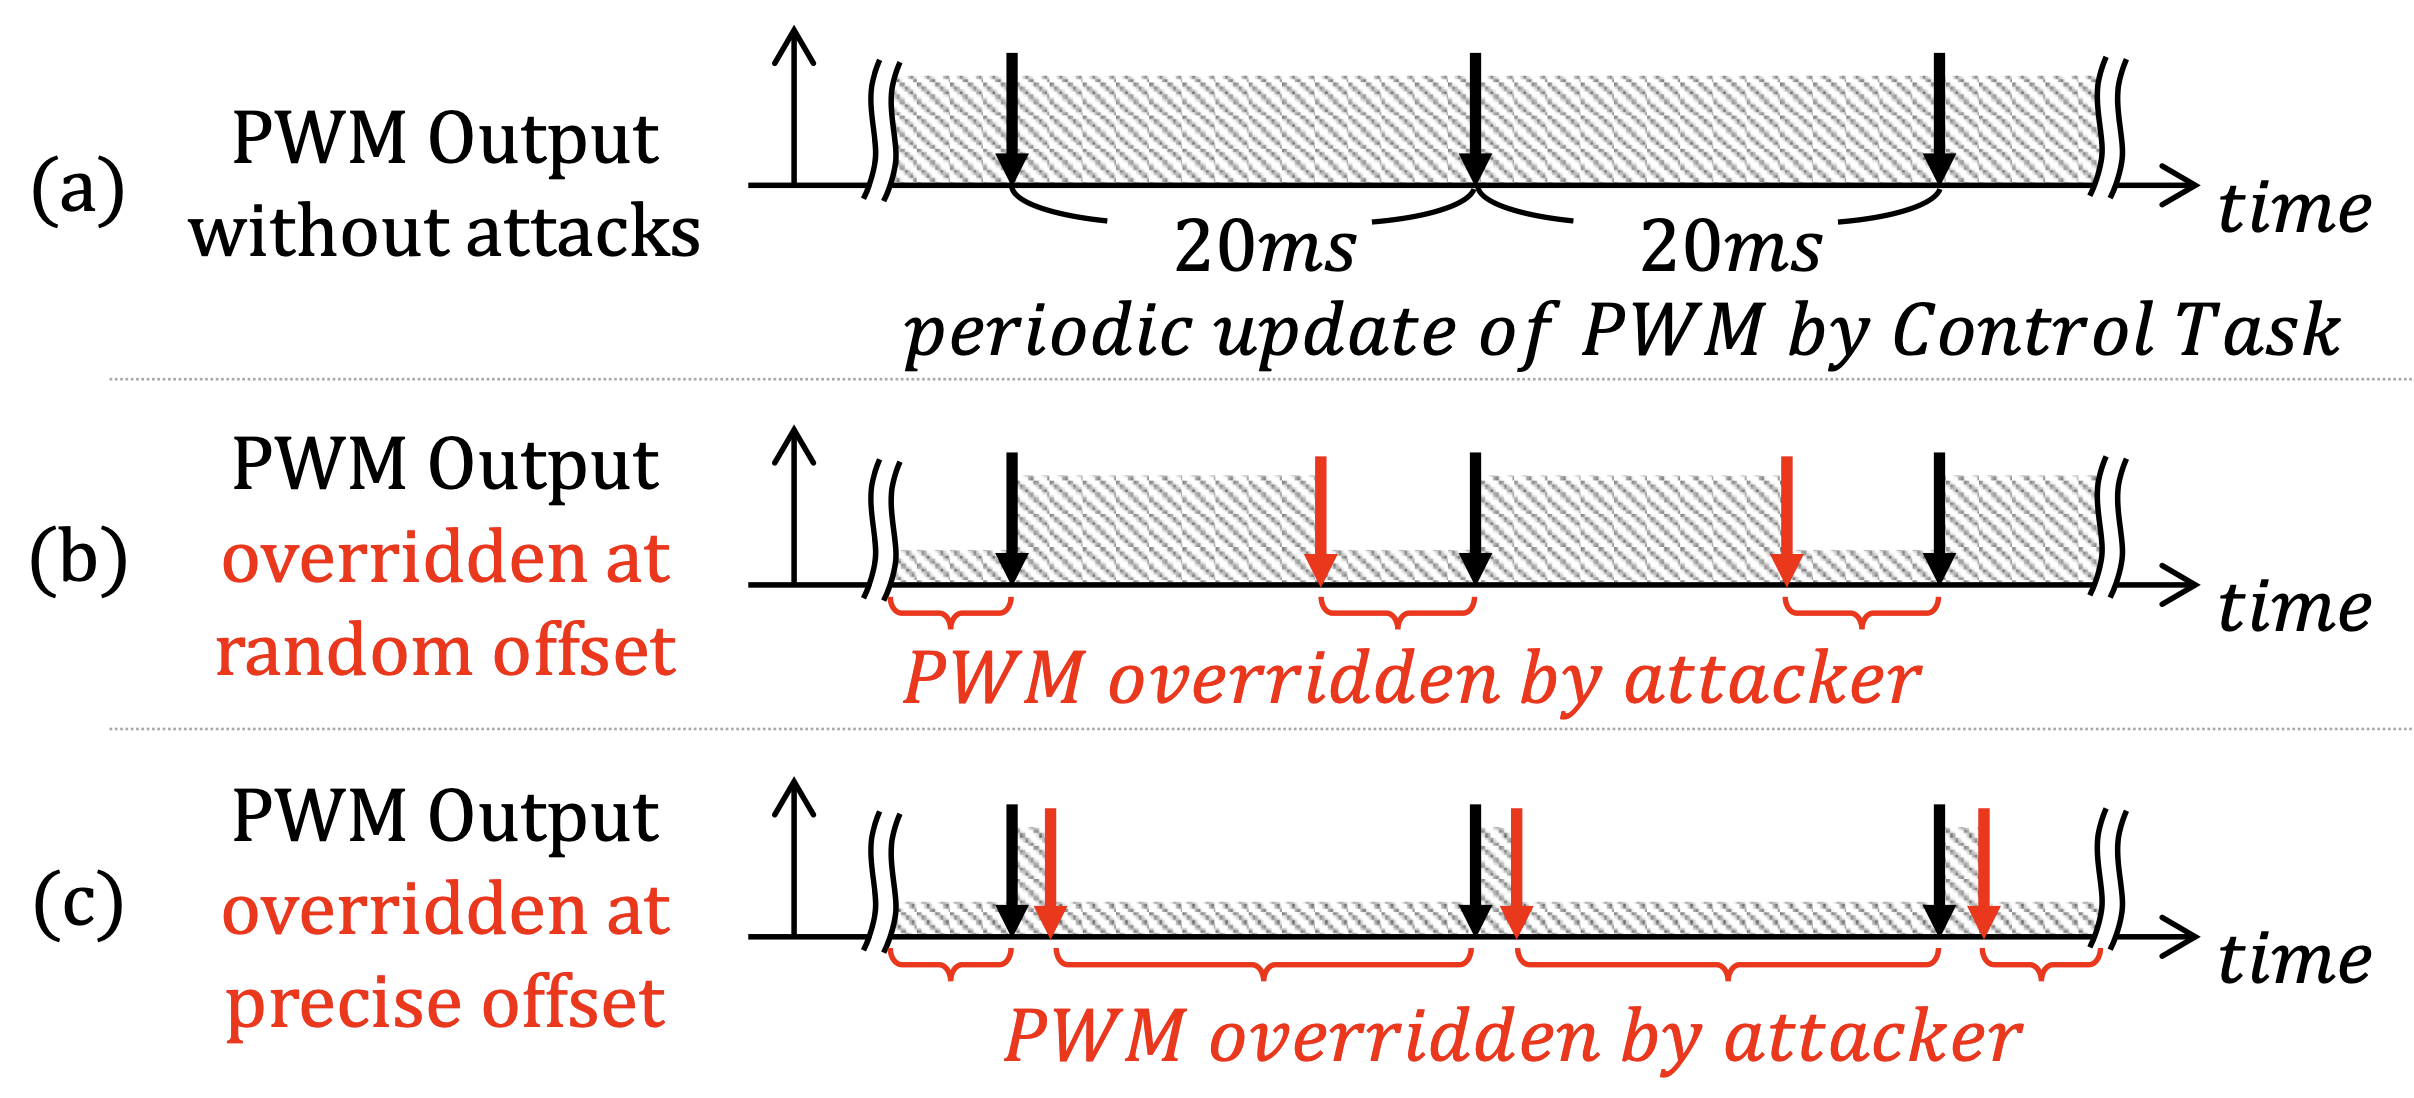 (a)
PWM Output
without attacks
20ms
20ms
time
periodic update of PWM by Control Task
(b)
PWM Output
overridden at
random offset
time
PWM overridden by attacker
(c)
PWM Output
overridden at
precise offset
time
PWM overridden by attacker